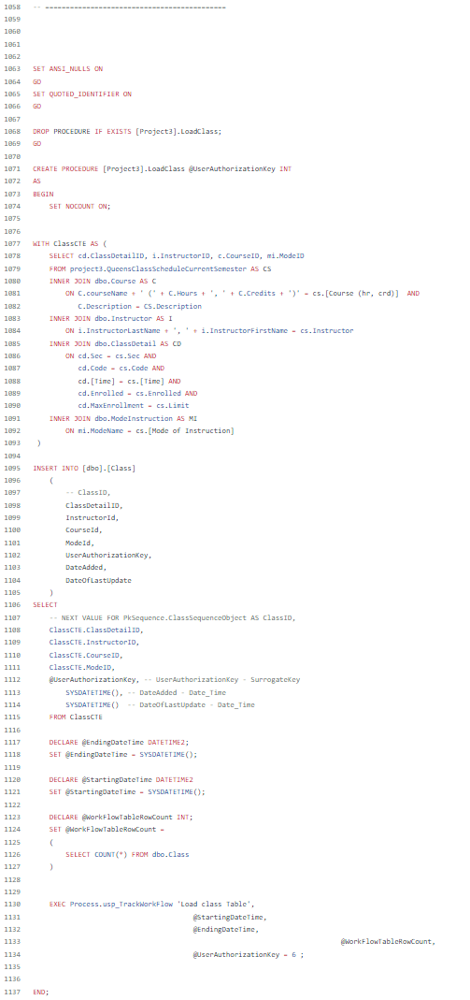 1058 -- ============================================
1059
1060
1061
1062
1063 SET ANSI_NULLS ON
1064 GO
1065 SET QUOTED_IDENTIFIER ON
1066 GO
1067
1068 DROP PROCEDURE IF EXISTS [Project3].LoadClass;
1069 GO
1070
1071 CREATE PROCEDURE [Project3].LoadClass @UserAuthorizationKey INT
1072 AS
1073 BEGIN
1074 SET NOCOUNT ON;
1075
1076
1077 WITH ClassCTE AS (
1078 SELECT cd.ClassDetailID, i.InstructorID, c.CourseID, mi.ModeID
1079 FROM project3.QueensClassScheduleCurrentSemester AS CS
1080 INNER JOIN dbo.Course AS C
1081 ON C.courseName + ' (' + C.Hours + ', ' + C.Credits + ')' = cs.[Course (hr, crd)] AND
1082 C.Description = CS.Description
1083 INNER JOIN dbo.Instructor AS I
1084 ON i.InstructorLastName + ', ' + i.InstructorFirstName = cs.Instructor
1085 INNER JOIN dbo.ClassDetail AS CD
1086 ON cd.Sec = cs.Sec AND
1087 cd.Code = cs.Code AND
1088 cd.[Time] = cs.[Time] AND
1089 cd.Enrolled = cs.Enrolled AND
1090 cd.MaxEnrollment = cs.Limit
1091 INNER JOIN dbo.ModeInstruction AS MI
1092 ON mi.ModeName = cs.[Mode of Instruction]
1093 )
1094
1095 INSERT INTO [dbo].[Class]
1096 (
1097 -- ClassID,
1098 ClassDetailID,
1099 InstructorId,
1100 CourseId,
1101 ModeId,
1102 UserAuthorizationKey,
1103 DateAdded,
1104 DateOfLastUpdate
1105 )
1106 SELECT
1107 -- NEXT VALUE FOR PkSequence.ClassSequenceObject AS ClassID,
1108 ClassCTE.ClassDetailID,
1109 ClassCTE.InstructorID,
1110 ClassCTE.CourseID,
1111 ClassCTE.ModeID,
1112 @UserAuthorizationKey, -- UserAuthorizationKey - SurrogateKey
1113 SYSDATETIME(), -- DateAdded - Date_Time
1114 SYSDATETIME() -- DateOfLastUpdate - Date_Time
1115 FROM ClassCTE
1116
1117 DECLARE @EndingDateTime DATETIME2;
1118 SET @EndingDateTime = SYSDATETIME();
1119
1120 DECLARE @StartingDateTime DATETIME2
1121 SET @StartingDateTime = SYSDATETIME();
1122
1123 DECLARE @WorkFlowTableRowCount INT;
1124 SET @WorkFlowTableRowCount =
1125 (
1126 SELECT COUNT(*) FROM dbo.Class
1127 )
1128
1129
1130 EXEC Process.usp_TrackWorkFlow 'Load class Table',
1131 @StartingDateTime,
1132 @EndingDateTime,
1133 @WorkFlowTableRowCount,
1134 @UserAuthorizationKey = 6 ;
1135
1136
1137 END;